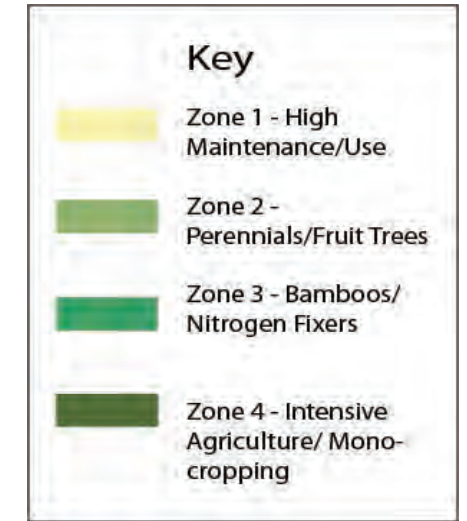 Key
Zone 1 - High
Maintenance/Use
Zone 2 -
Perennials/Fruit Trees
Zone 3 - Bamboos/
Nitrogen Fixers
Zone 4 - Intensive
Agriculture/ Mono-
cropping